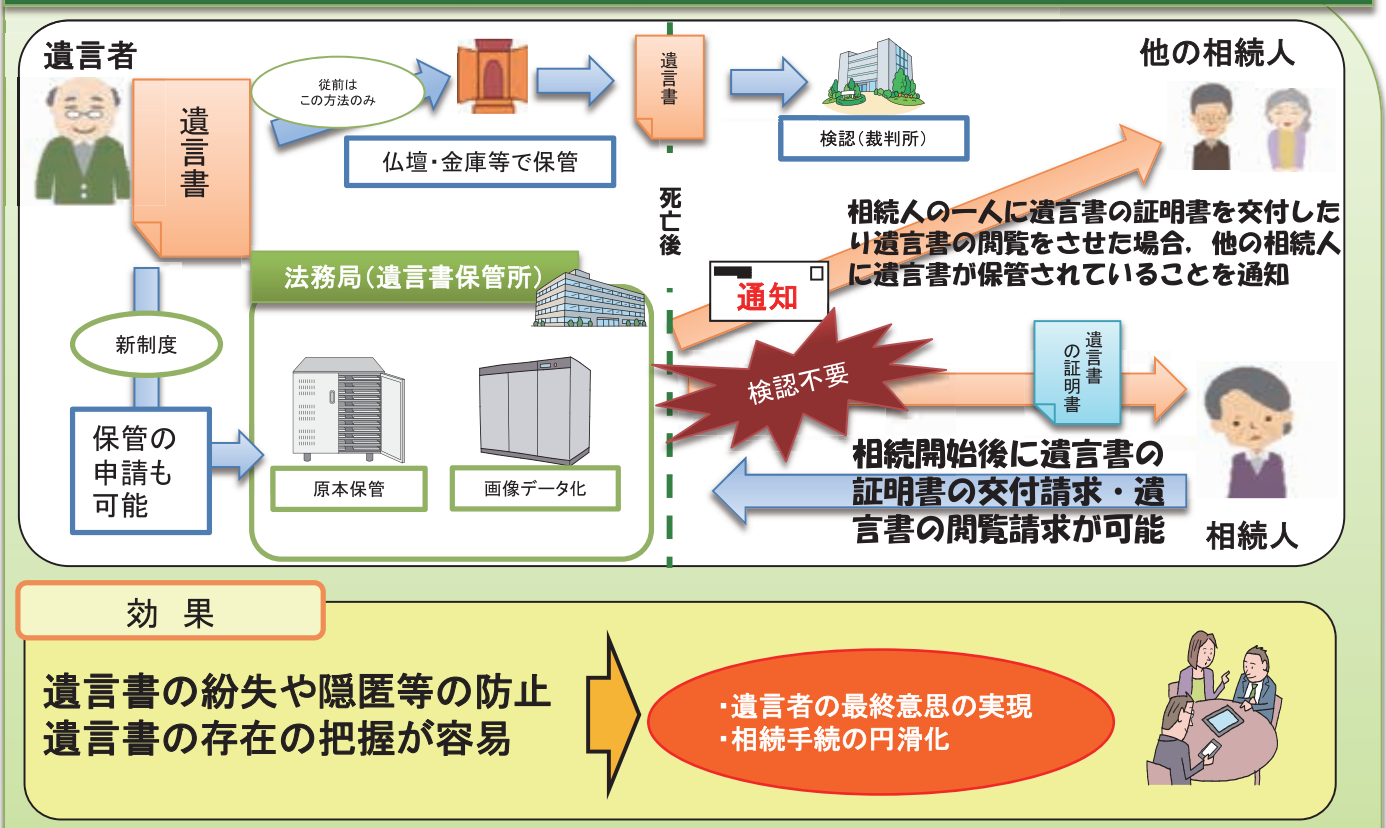 遺言者
遺言書
従前は
この方法のみ
仏壇・金庫等で保管
遺言書
検認（裁判所）
他の相続人
死亡後
相続人の一人に遺言書の証明書を交付した
り遺言書の閲覧をさせた場合，他の相続人
に遺言書が保管されていることを通知
通知
新制度
保管の
申請も
可能
法務局（遺言書保管所）
原本保管
画像データ化
検認不要
遺言書
の証明書
相続開始後に遺言書の
証明書の交付請求・遺
言書の閲覧請求が可能
相続人
効　果
遺言書の紛失や隠匿等の防止
遺言書の存在の把握が容易
・遺言者の最終意思の実現
・相続手続の円滑化